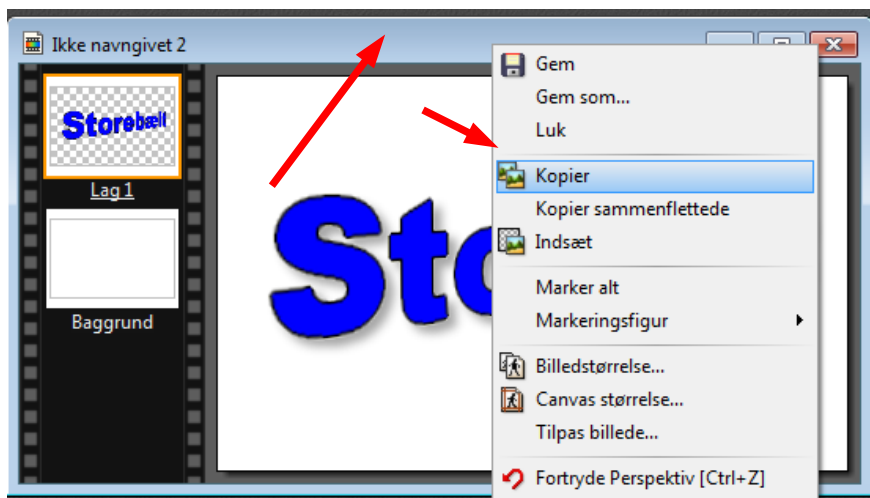 Ikke navngivet 2
Storebælt
Lag 1
Baggrund
Sto
Gem
Gem som...
Luk
Kopier
Kopier sammenflettede
Indsæt
Marker alt
Markeringsfigur
Billedstørrelse...
Canvas størrelse...
Tilpas billede...
Fortryde Perspektiv [Ctrl+Z]